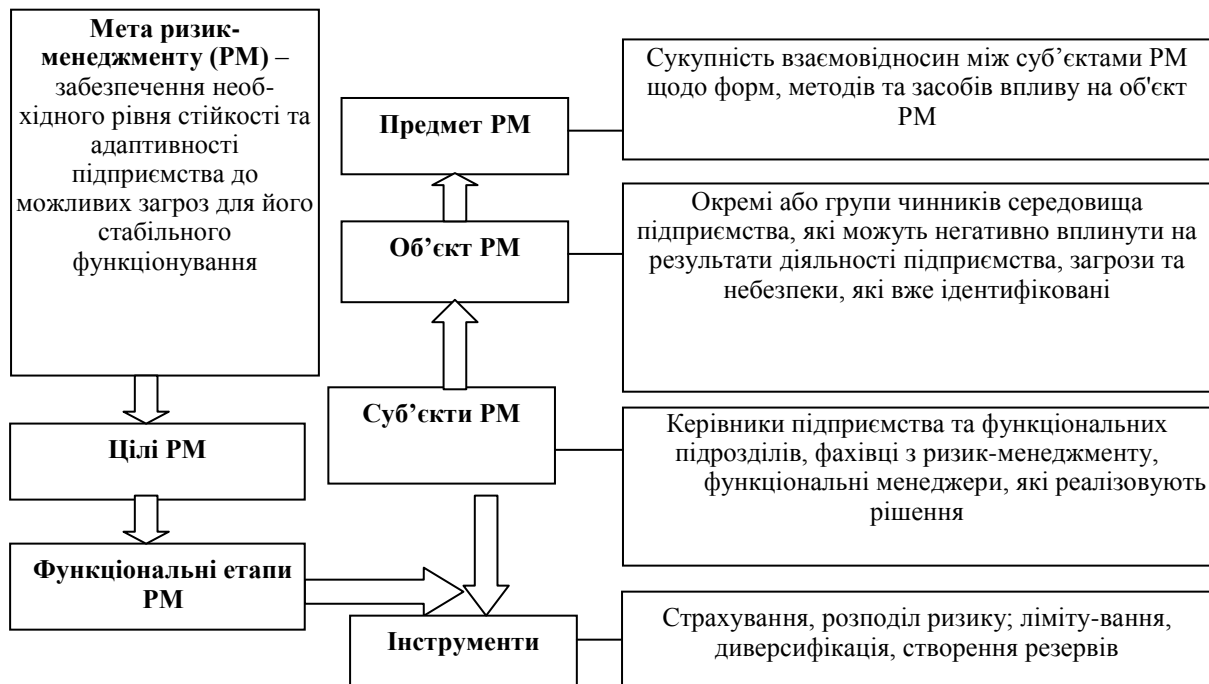 Мета ризик-
менеджменту (РМ) –
забезпечення необ-
хідного рівня стійкості та
адаптивності
підприємства до
можливих загроз для його
стабільного
функціонування
Цілі РМ
Функціональні етапи
РМ
Предмет РМ
Сукупність взаємовідносин між суб’єктами РМ
щодо форм, методів та засобів впливу на об'єкт
РМ
Об’єкт РМ
Окремі або групи чинників середовища
підприємства, які можуть негативно вплинути на
результати діяльності підприємства, загрози та
небезпеки, які вже ідентифіковані
Суб’єкти РМ
Керівники підприємства та функціональних
підрозділів, фахівці з ризик-менеджменту,
функціональні менеджери, які реалізовують
рішення
Інструменти
Страхування, розподіл ризику; ліміту-вання,
диверсифікація, створення резервів